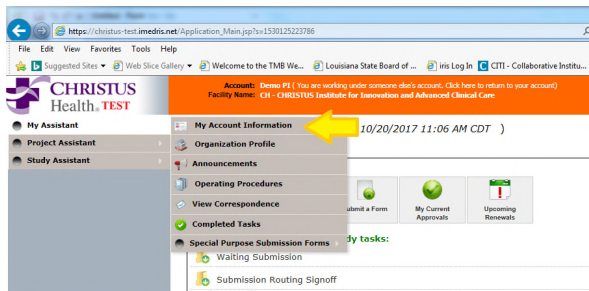 https://christus-test.imedris.net/Application_Main.jsp?s=1530125223786
File Edit View Favorites Tools Help
Suggested Sites Web Slice Gallery Welcome to the TMB We... Louisiana State Board of ... iris Log In CITI - Collaborative Institu...
CHRISTUS
Health® TEST
Account: Demo PI ( You are working under someone else's account. Click here to return to your account)
Facility Name: CH - CHRISTUS Institute for Innovation and Advanced Clinical Care
My Assistant
Project Assistant
Study Assistant
My Account Information
10/20/2017 11:06 AM CDT )
Organization Profile
Announcements
Operating Procedures
View Correspondence
Completed Tasks
Special Purpose Submission Forms
ubmit a Form
My Current
Approvals
Upcoming
Renewals
dy tasks:
Waiting Submission
Submission Routing Signoff